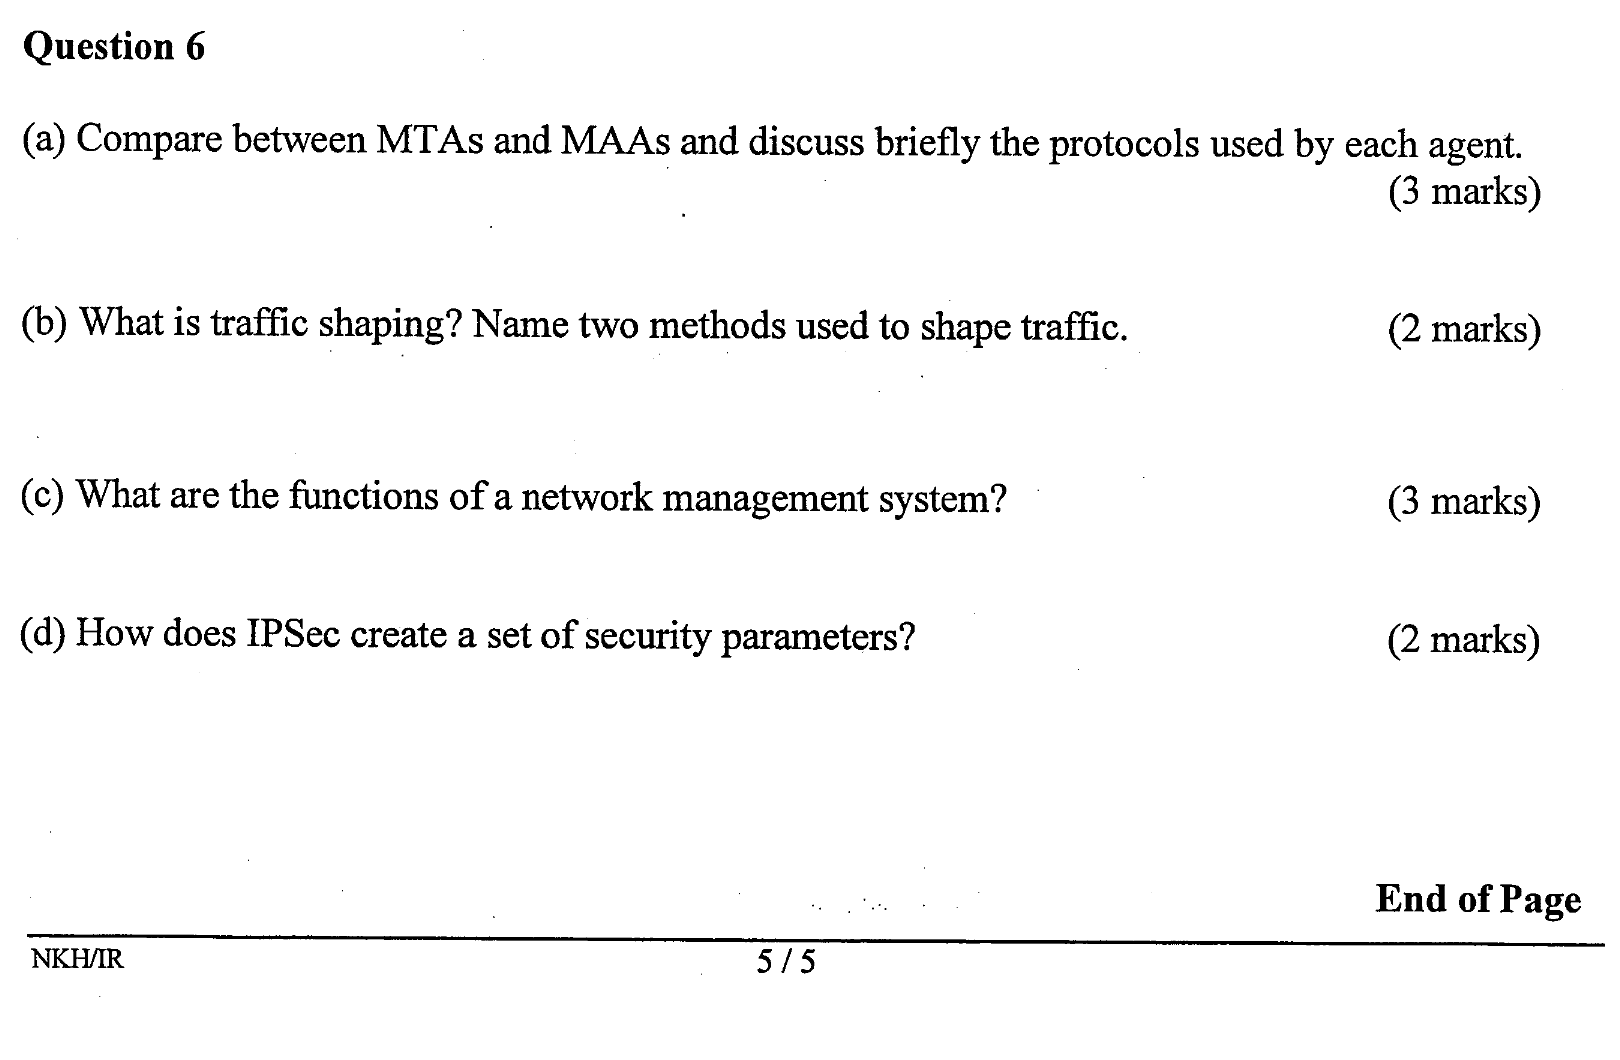 Question 6
(a) Compare between MTAs and MAAs and discuss briefly the protocols used by each agent.
(3 marks)
(b) What is traffic shaping? Name two methods used to shape traffic. (2 marks)
(c) What are the functions of a network management system? (3 marks)
(d) How does IPSec create a set of security parameters? (2 marks)
End of Page
NKH/IR 5 / 5